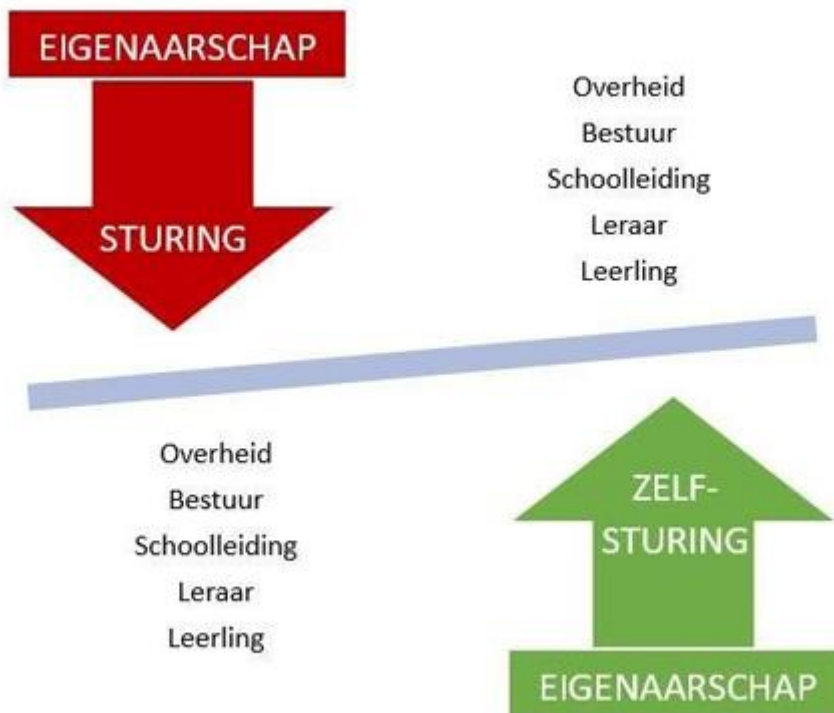 EIGENAARSCHAP
STURING
Overheid
Bestuur
Schoolleiding
Leraar
Leerling
Overheid
Bestuur
Schoolleiding
Leraar
Leerling
ZELF-
STURING
EIGENAARSCHAP